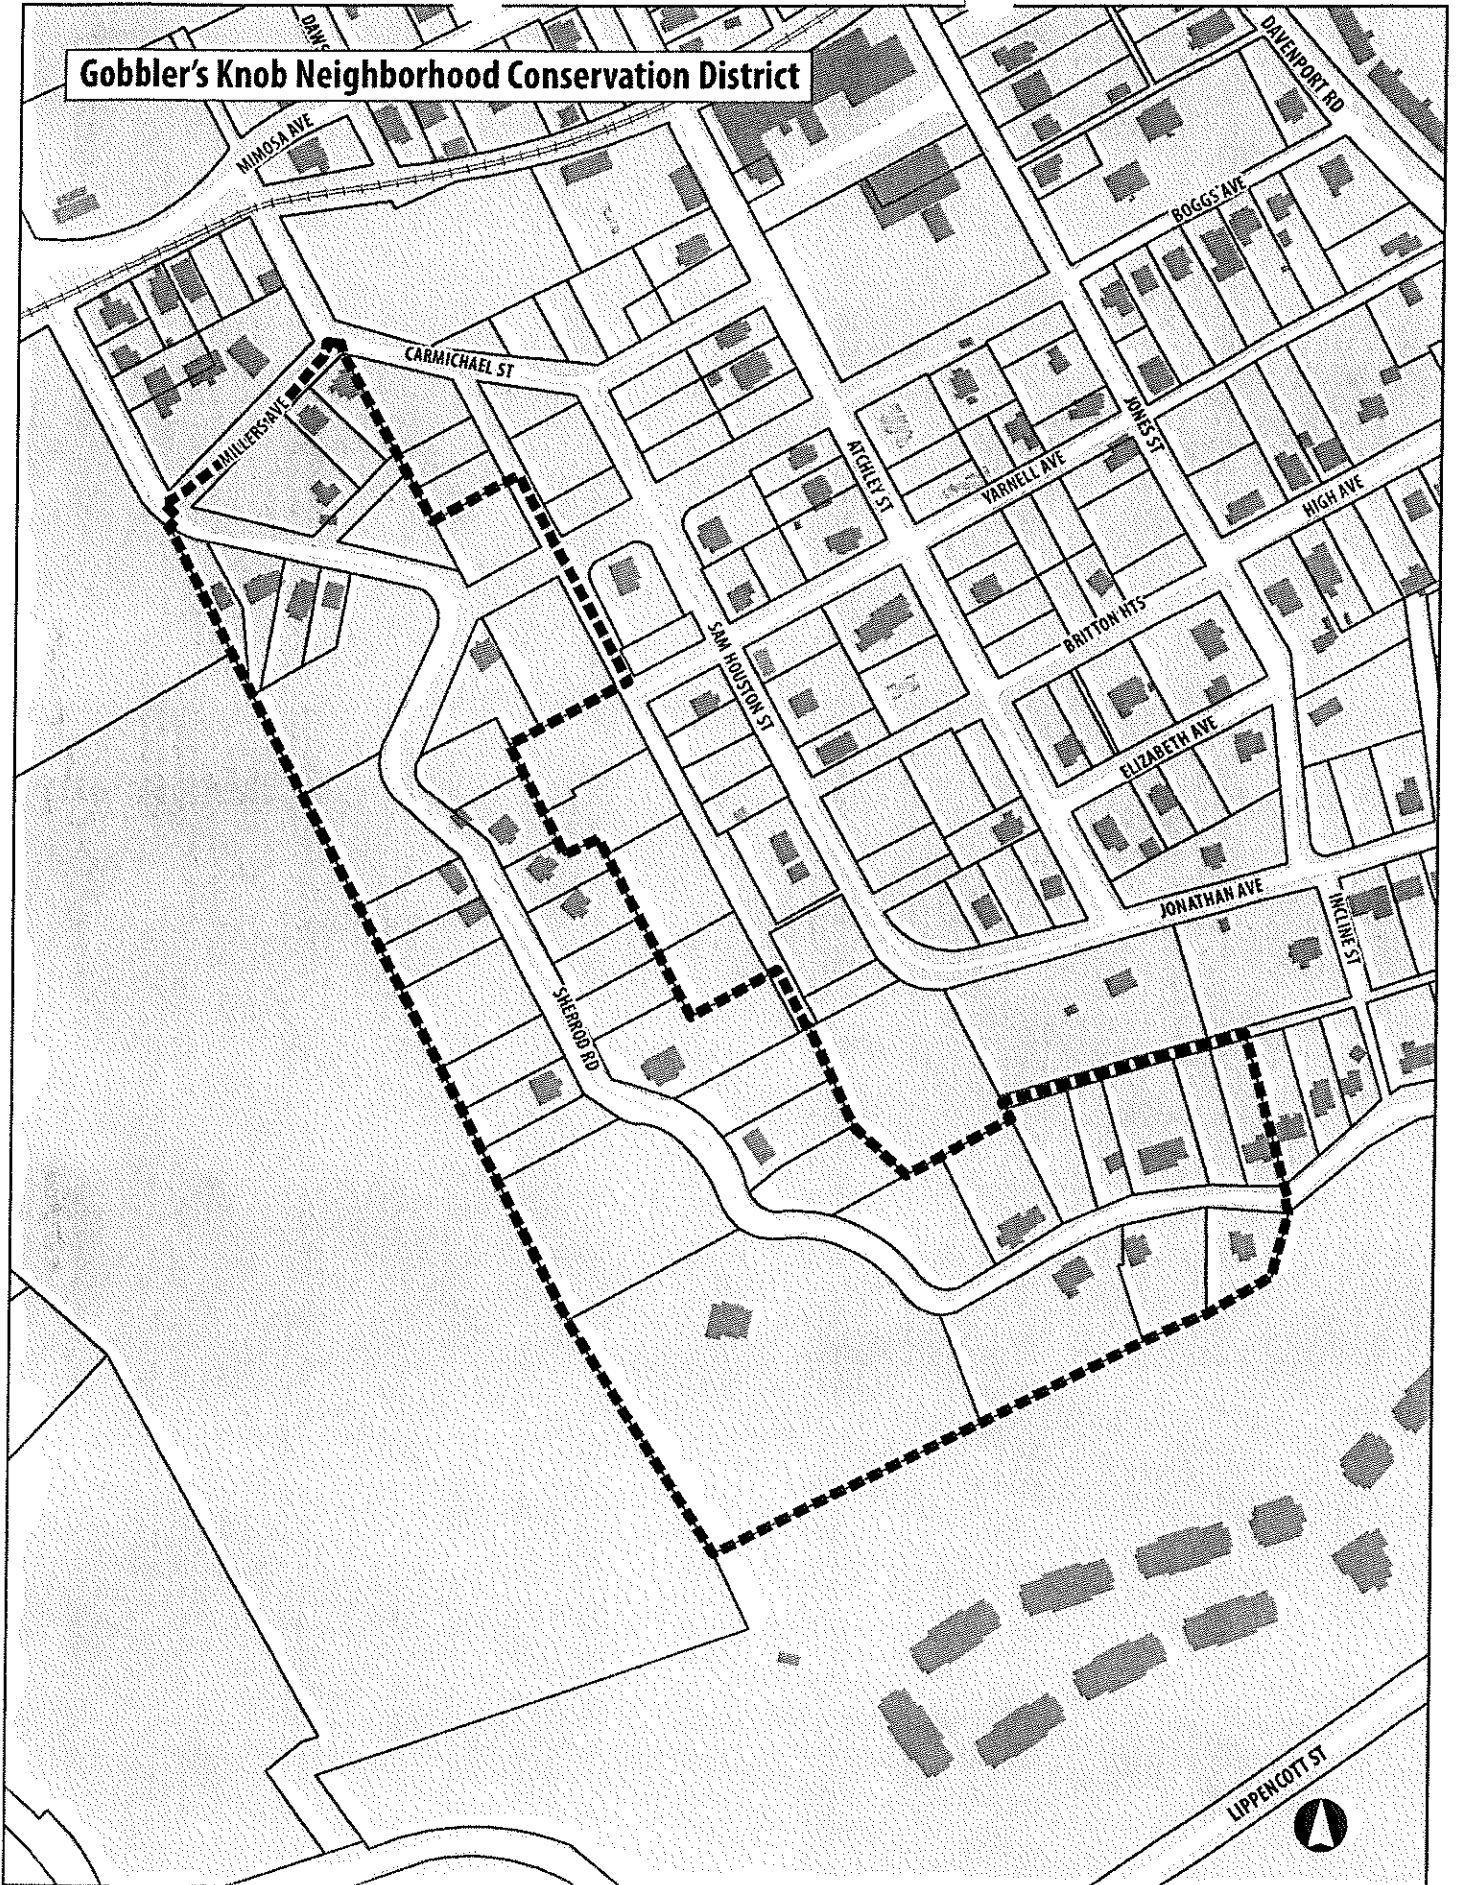 DAWS
DAVENPORT RD
Gobbler's Knob Neighborhood Conservation District
MIMOSA AVE
BOGGS AVE
CARMICHAEL ST
MILLERS AVE
JONES ST
ATCHLEY ST
YARNELL AVE
HIGH AVE
BRITTON HTS
SAM HOUSTON ST
ELIZABETH AVE
JONATHAN AVE
INCLINE ST
SHERROD RD
LIPPENCOTT ST